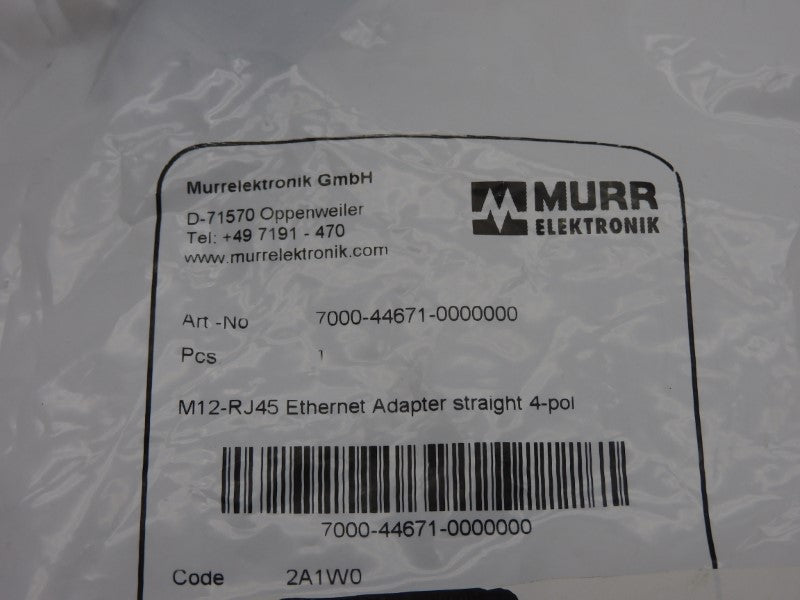 Murrelektronik GmbH
D-71570 Oppenweiler
Tel: +49 7191 - 470
www.murrelektronik.com
MURR
ELEKTRONIK
Art.-No 7000-44671-0000000
Pcs 1
M12-RJ45 Ethernet Adapter straight 4-pol
7000-44671-0000000
Code 2A1W0